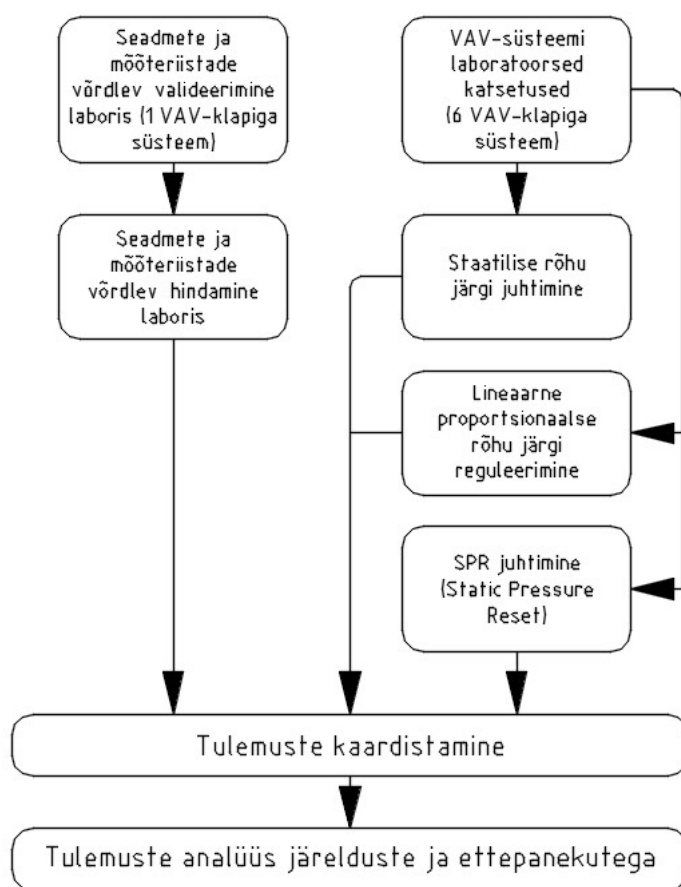 Seadmete ja
mõõteriistade
võrdlev valideerimine
laboris (1 VAV-klapiga
süsteem)
VAV-süsteemi
laboratoorsed
katsetused
(6 VAV-klapiga
süsteem)
Seadmete ja
mõõteriistade
võrdlev hindamine
laboris
Staatilise rõhu
järgi juhtimine
Lineaarne
proportsionaalse
rõhu järgi
reguleerimine
SPR juhtimine
(Static Pressure
Reset)
Tulemuste kaardistamine
Tulemuste analüüs järelduste ja ettepanekutega